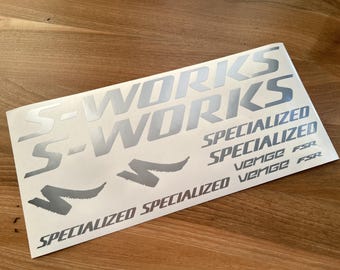 S-WORKS
S-WORKS
SPECIALIZED
SPECIALIZED
venge FSR
venge FSR
SPECIALIZED SPECIALIZED